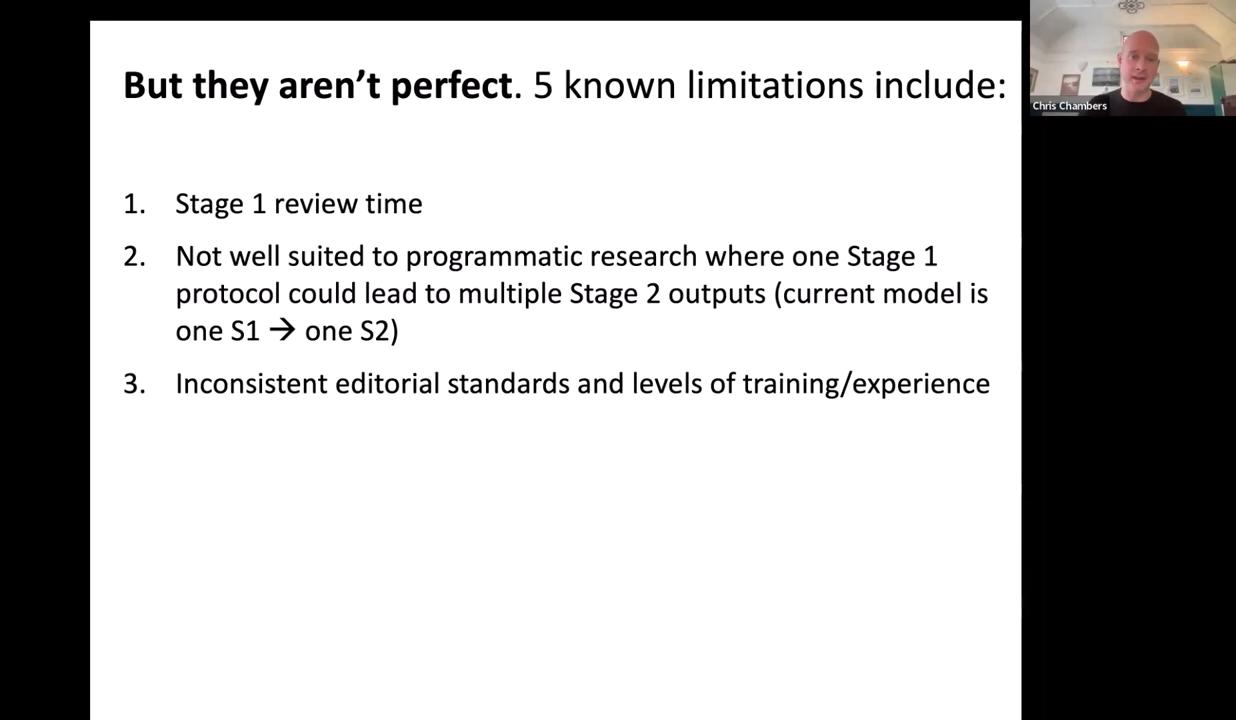 But they aren't perfect. 5 known limitations include:
1. Stage 1 review time
2. Not well suited to programmatic research where one Stage 1
protocol could lead to multiple Stage 2 outputs (current model is
one S1 → one S2)
3. Inconsistent editorial standards and levels of training/experience
Chris Chambers